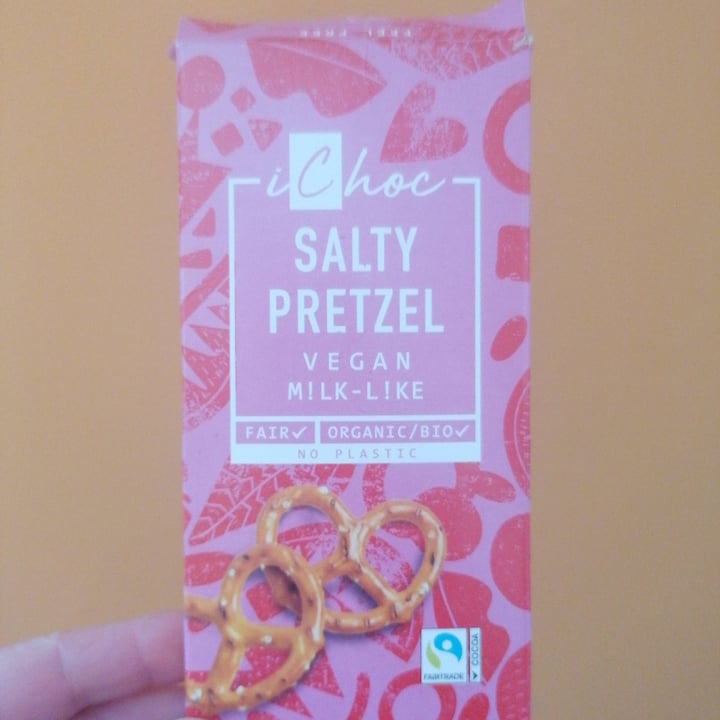 iChoc
SALTY
PRETZEL
VEGAN
M!LK-L!KE
FAIR✓ ORGANIC/BIO✓
NO PLASTIC
FAIRTRADE
COCOA